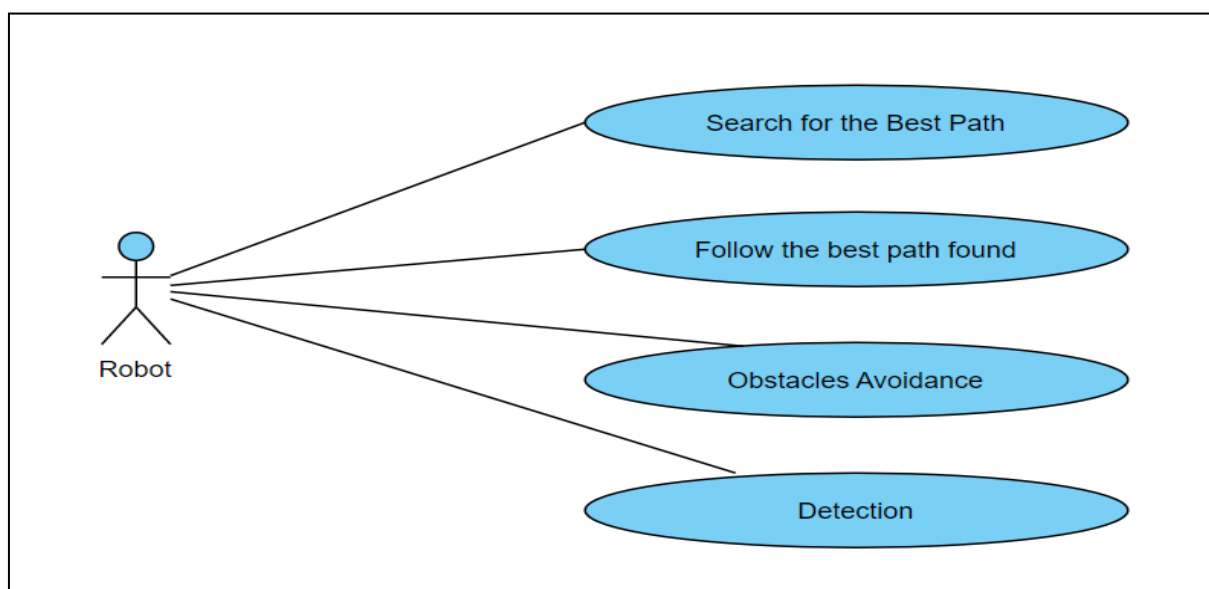 Search for the Best Path
Follow the best path found
Robot
Obstacles Avoidance
Detection